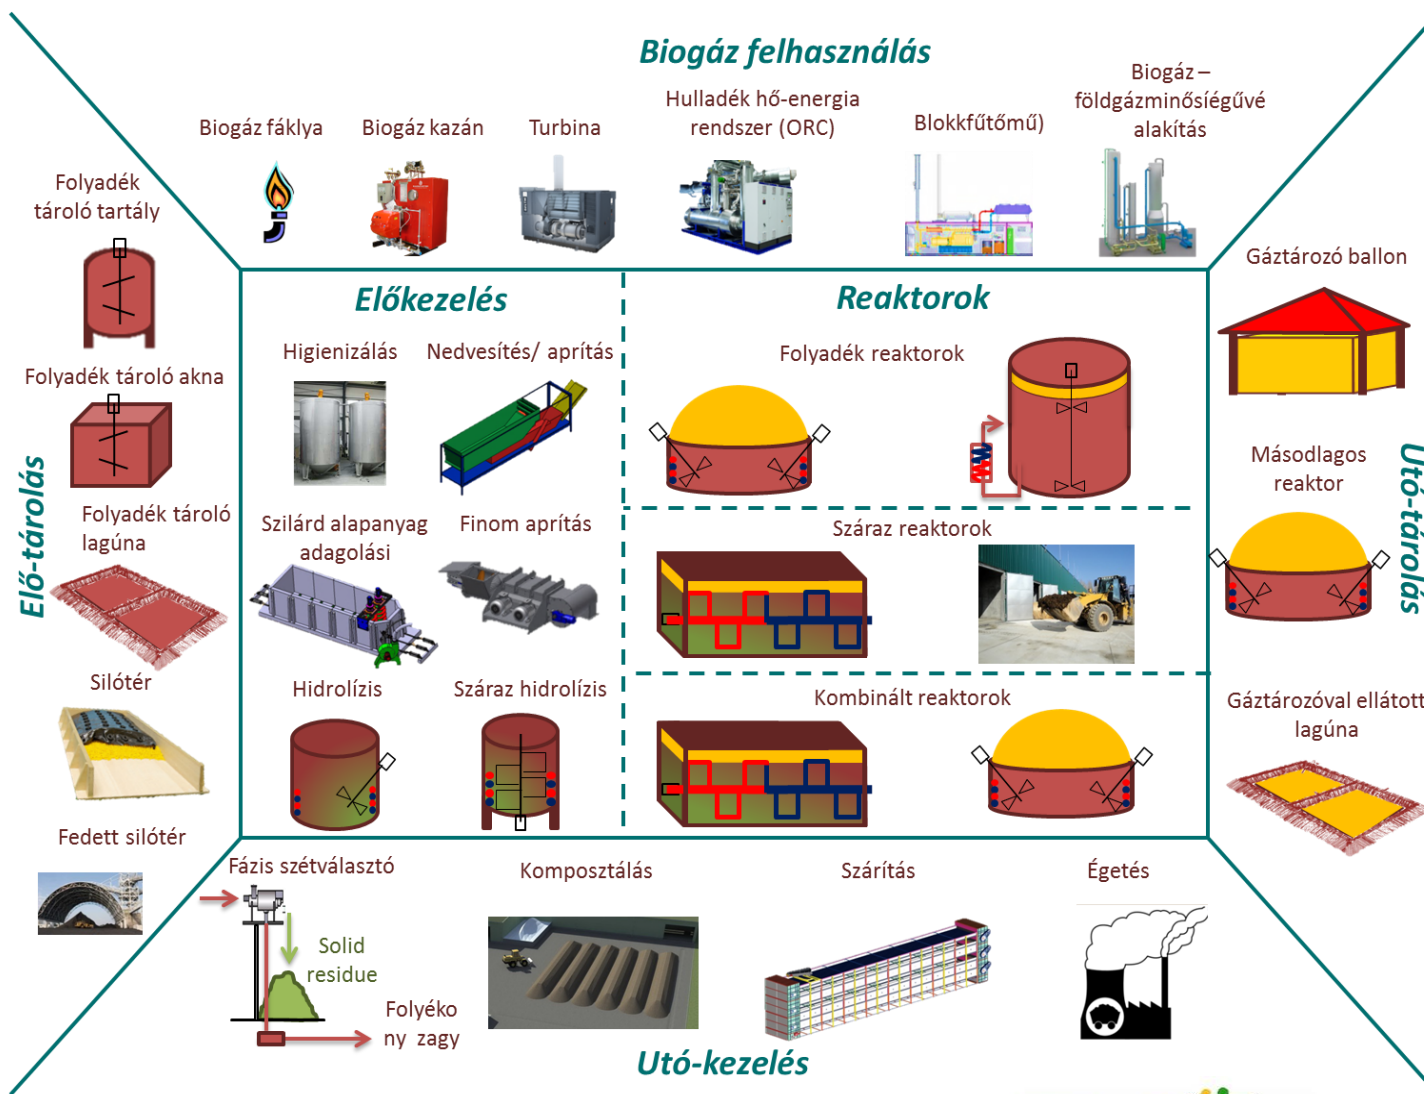 Biogáz felhasználás
Biogáz fáklya
Biogáz kazán
Turbina
Hulladék hő-energia
rendszer (ORC)
Blokkfűtőmű)
Biogáz –
földgázminősíégűvé
alakítás
Elő-tárolás
Folyadék
tároló tartály
Folyadék tároló akna
Folyadék tároló
lagúna
Silótér
Fedett silótér
Előkezelés
Higienizálás
Nedvesítés/ aprítás
Szilárd alapanyag
adagolási
Finom aprítás
Hidrolízis
Száraz hidrolízis
Reaktorok
Folyadék reaktorok
Száraz reaktorok
Kombinált reaktorok
Gáztározó ballon
Másodlagos
reaktor
Gáztározóval ellátott
lagúna
Utó-tárolás
Fázis szétválasztó
Solid
residue
Folyéko
ny zagy
Komposztálás
Szárítás
Égetés
Utó-kezelés